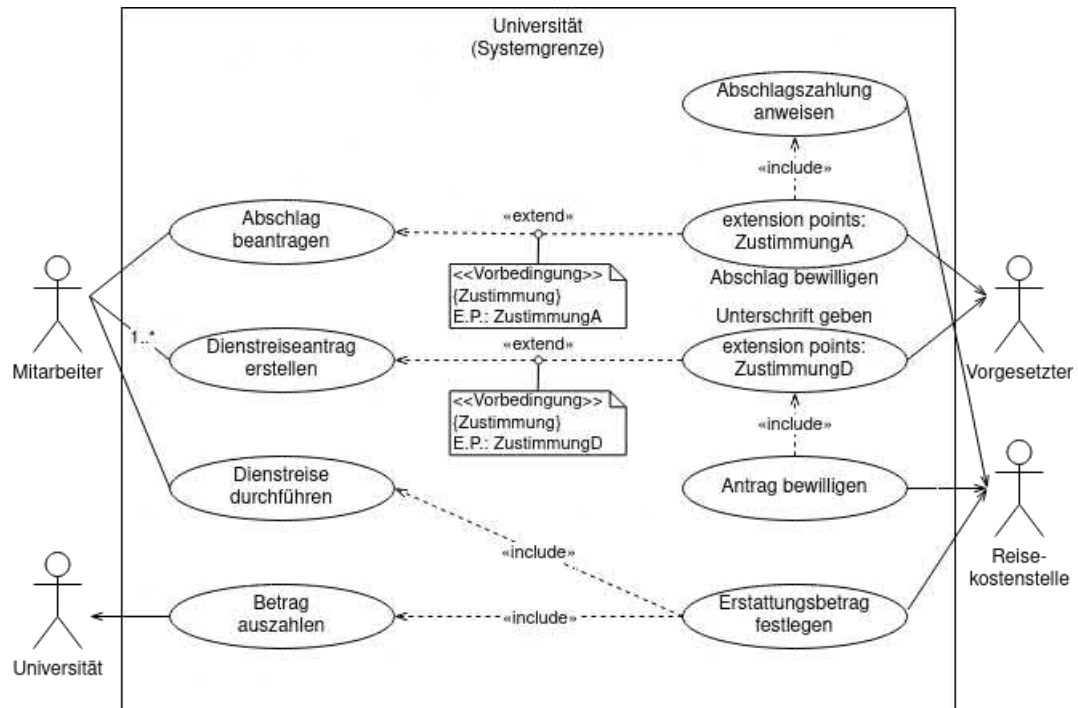 Universität
(Systemgrenze)
Abschlagszahlung
anweisen
«include»
Abschlag
beantragen
«extend»
extension points:
ZustimmungA
Abschlag bewilligen
<<Vorbedingung>>
{Zustimmung}
E.P.: ZustimmungA
Mitarbeiter
1..*
Dienstreiseantrag
erstellen
«extend»
Unterschrift geben
extension points:
ZustimmungD
Vorgesetzter
<<Vorbedingung>>
{Zustimmung}
E.P.: ZustimmungD
«include»
Dienstreise
durchführen
Antrag bewilligen
Reise-
kostenstelle
«include»
Betrag
auszahlen
«include»
Erstattungsbetrag
festlegen
Universität